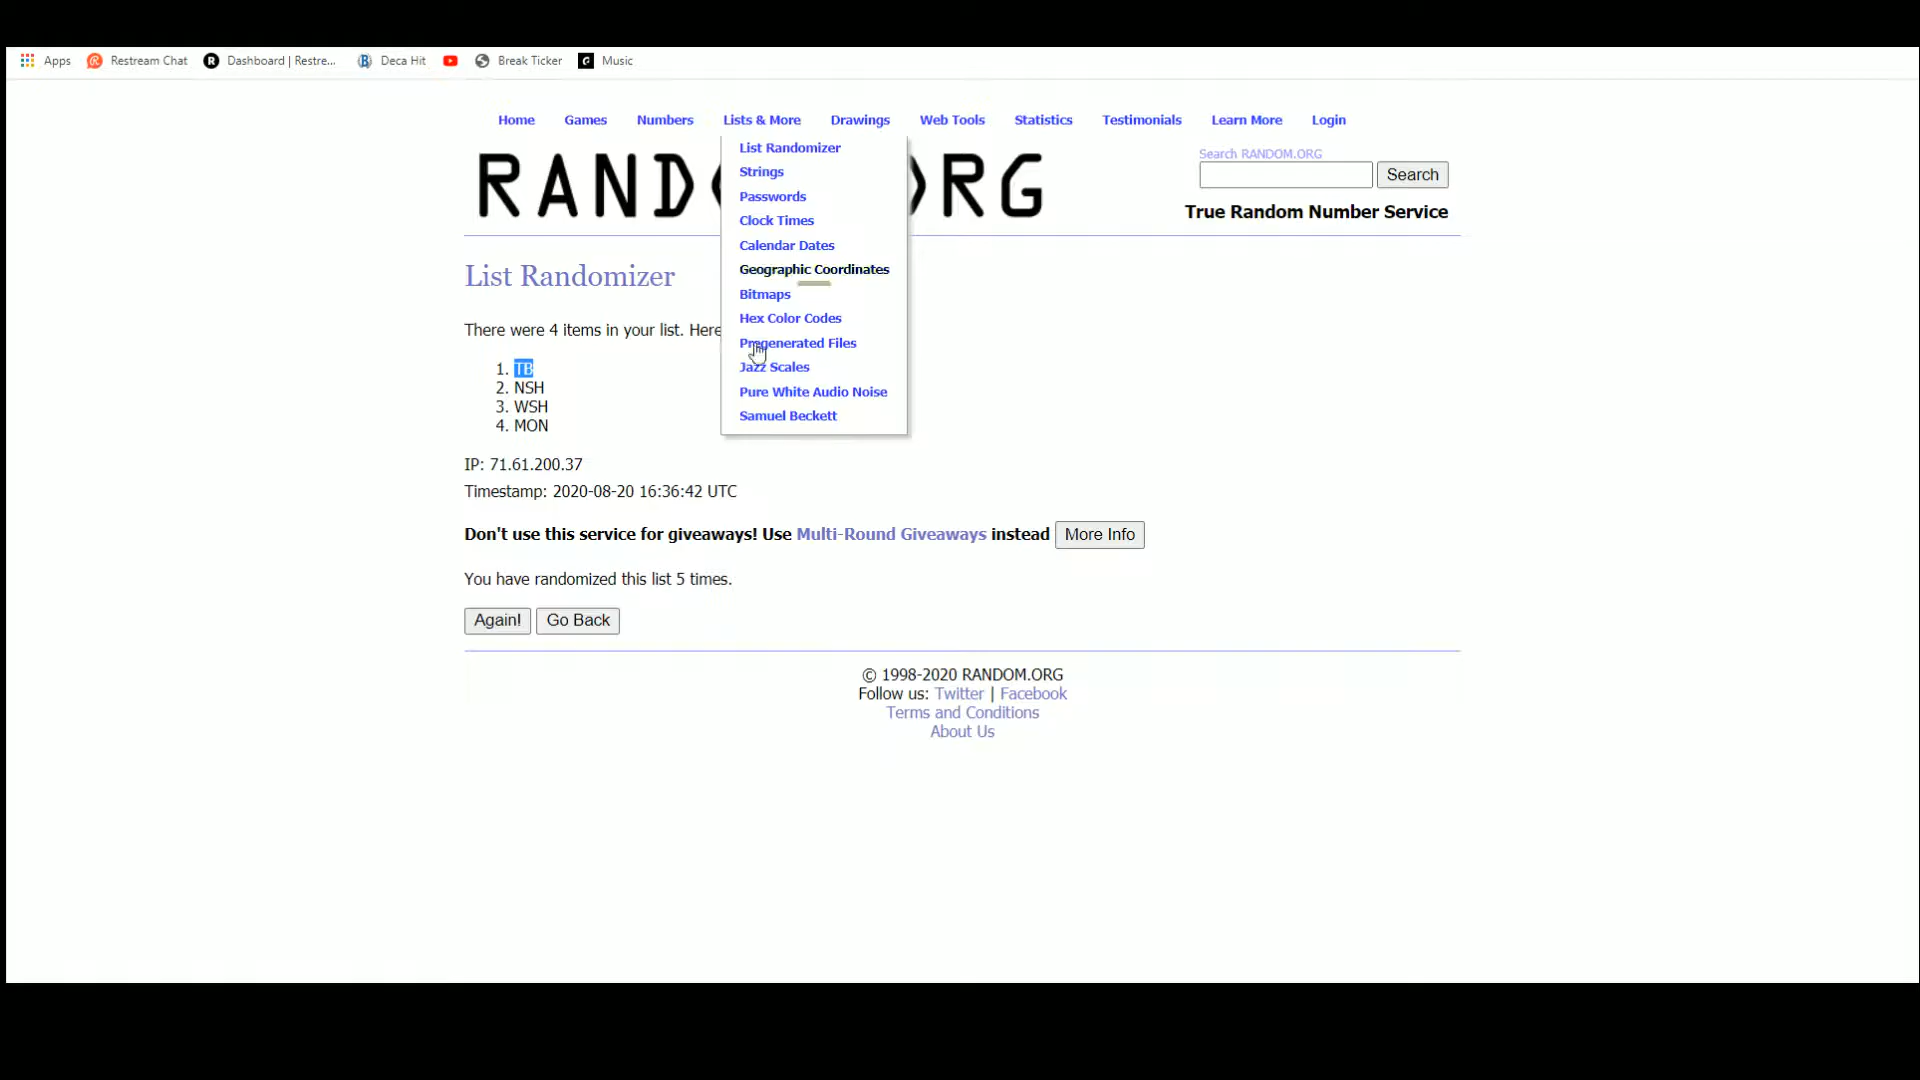 Apps Restream Chat Dashboard | Restre... Deca Hit Break Ticker Music
Home Games Numbers Lists & More Drawings Web Tools Statistics Testimonials Learn More Login
List Randomizer
Strings
Passwords
Clock Times
Calendar Dates
Geographic Coordinates
Bitmaps
Hex Color Codes
Pregenerated Files
Jazz Scales
Pure White Audio Noise
Samuel Beckett
RAND RG
Search RANDOM.ORG
Search
True Random Number Service
List Randomizer
There were 4 items in your list. Here
1. TB
2. NSH
3. WSH
4. MON
IP: 71.61.200.37
Timestamp: 2020-08-20 16:36:42 UTC
Don't use this service for giveaways! Use Multi-Round Giveaways instead More Info
You have randomized this list 5 times.
Again! Go Back
© 1998-2020 RANDOM.ORG
Follow us: Twitter | Facebook
Terms and Conditions
About Us